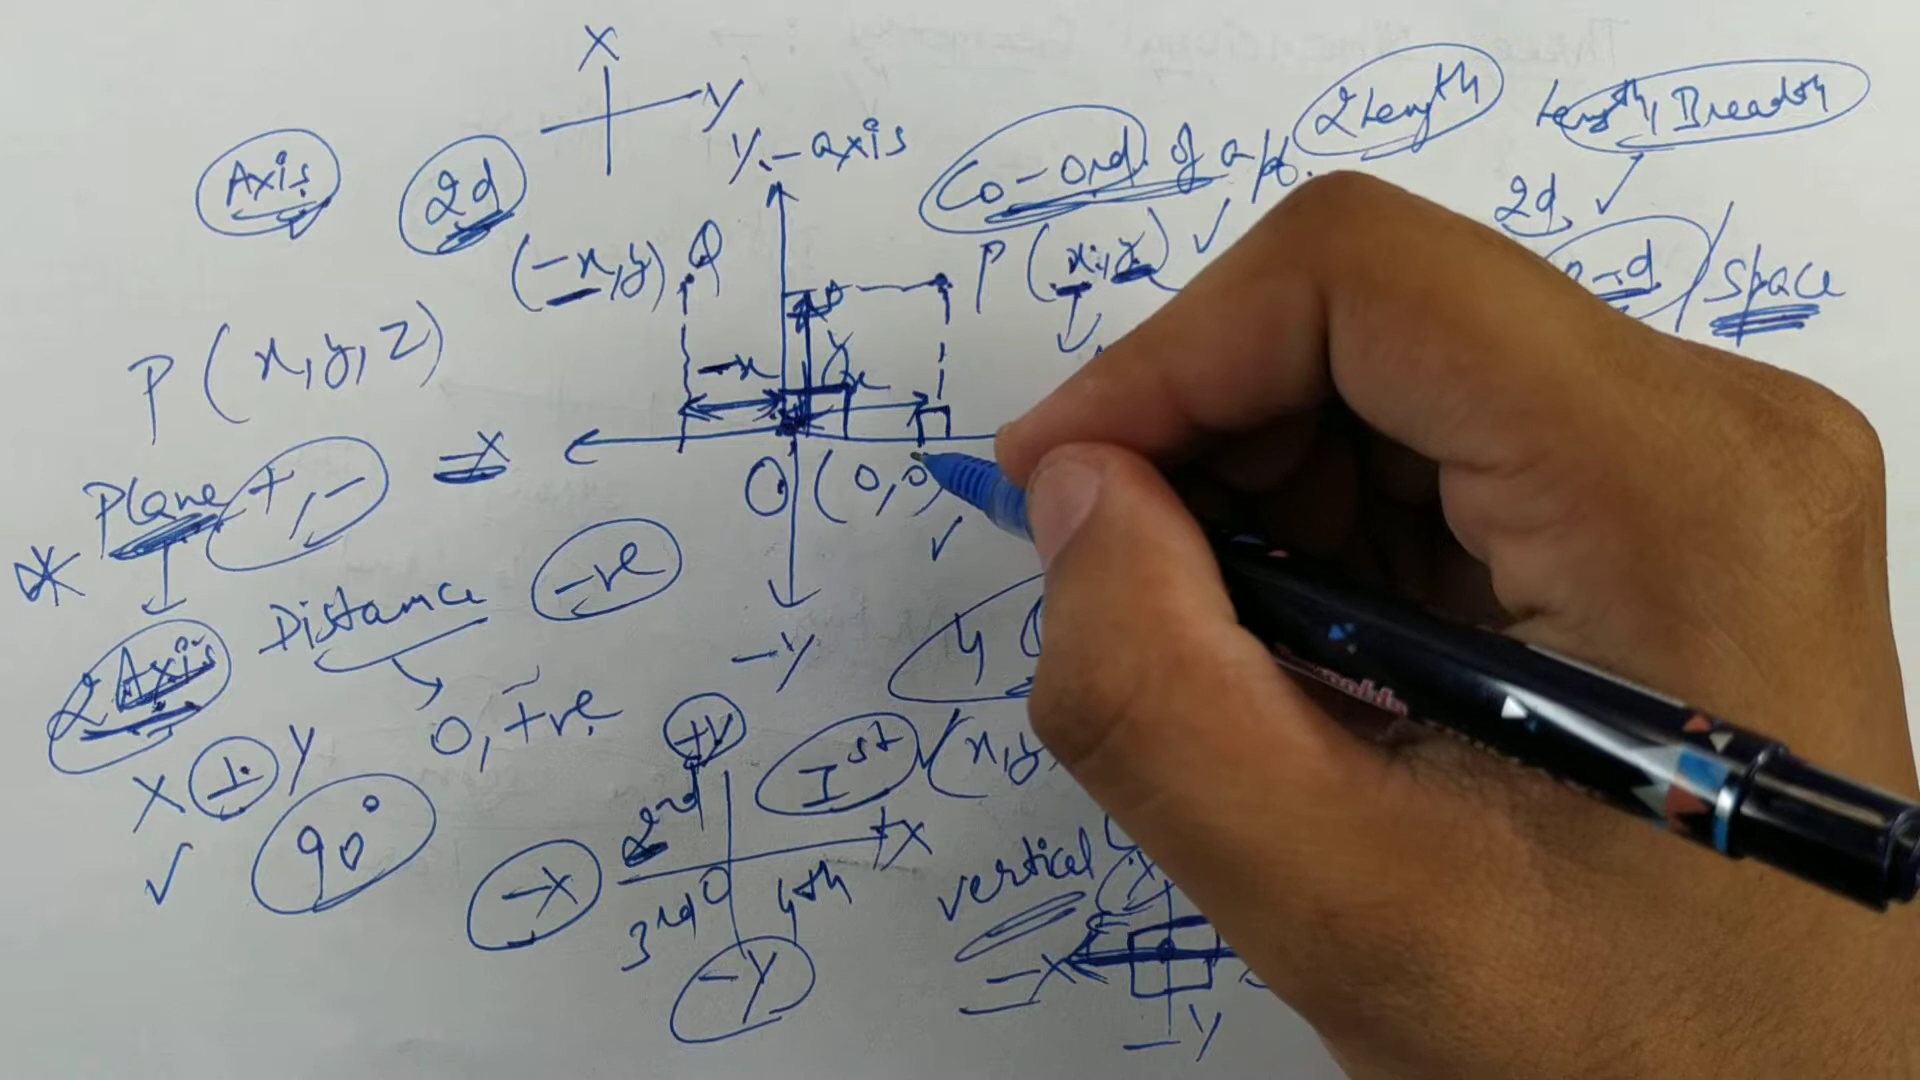 X
Y
Axis
2d
Y-axis
Co-ord. of a pt.
2 Length
Length, Breadth
2d
-d / Space
(-x, y) Q
P (x, y)
P (x, y, z)
-x
y
x
-X
O (0,0)
Plane +, -
Distance
-ve
-Y
2 Axis
0, +ve
X ⊥ Y
90°
4
+Y
Ist
(x, y
2nd
+X
-X
3rd
O
4th
-Y
vertical
-X
-Y